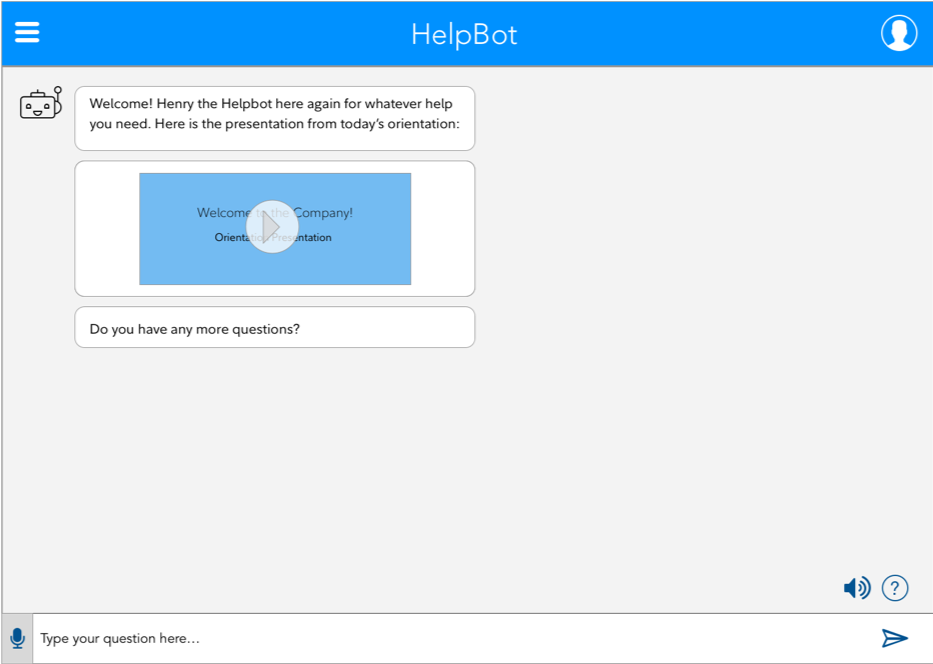 HelpBot
Welcome! Henry the Helpbot here again for whatever help
you need. Here is the presentation from today’s orientation:
Welcome to the Company!
Orientation Presentation
Do you have any more questions?
?
Type your question here...